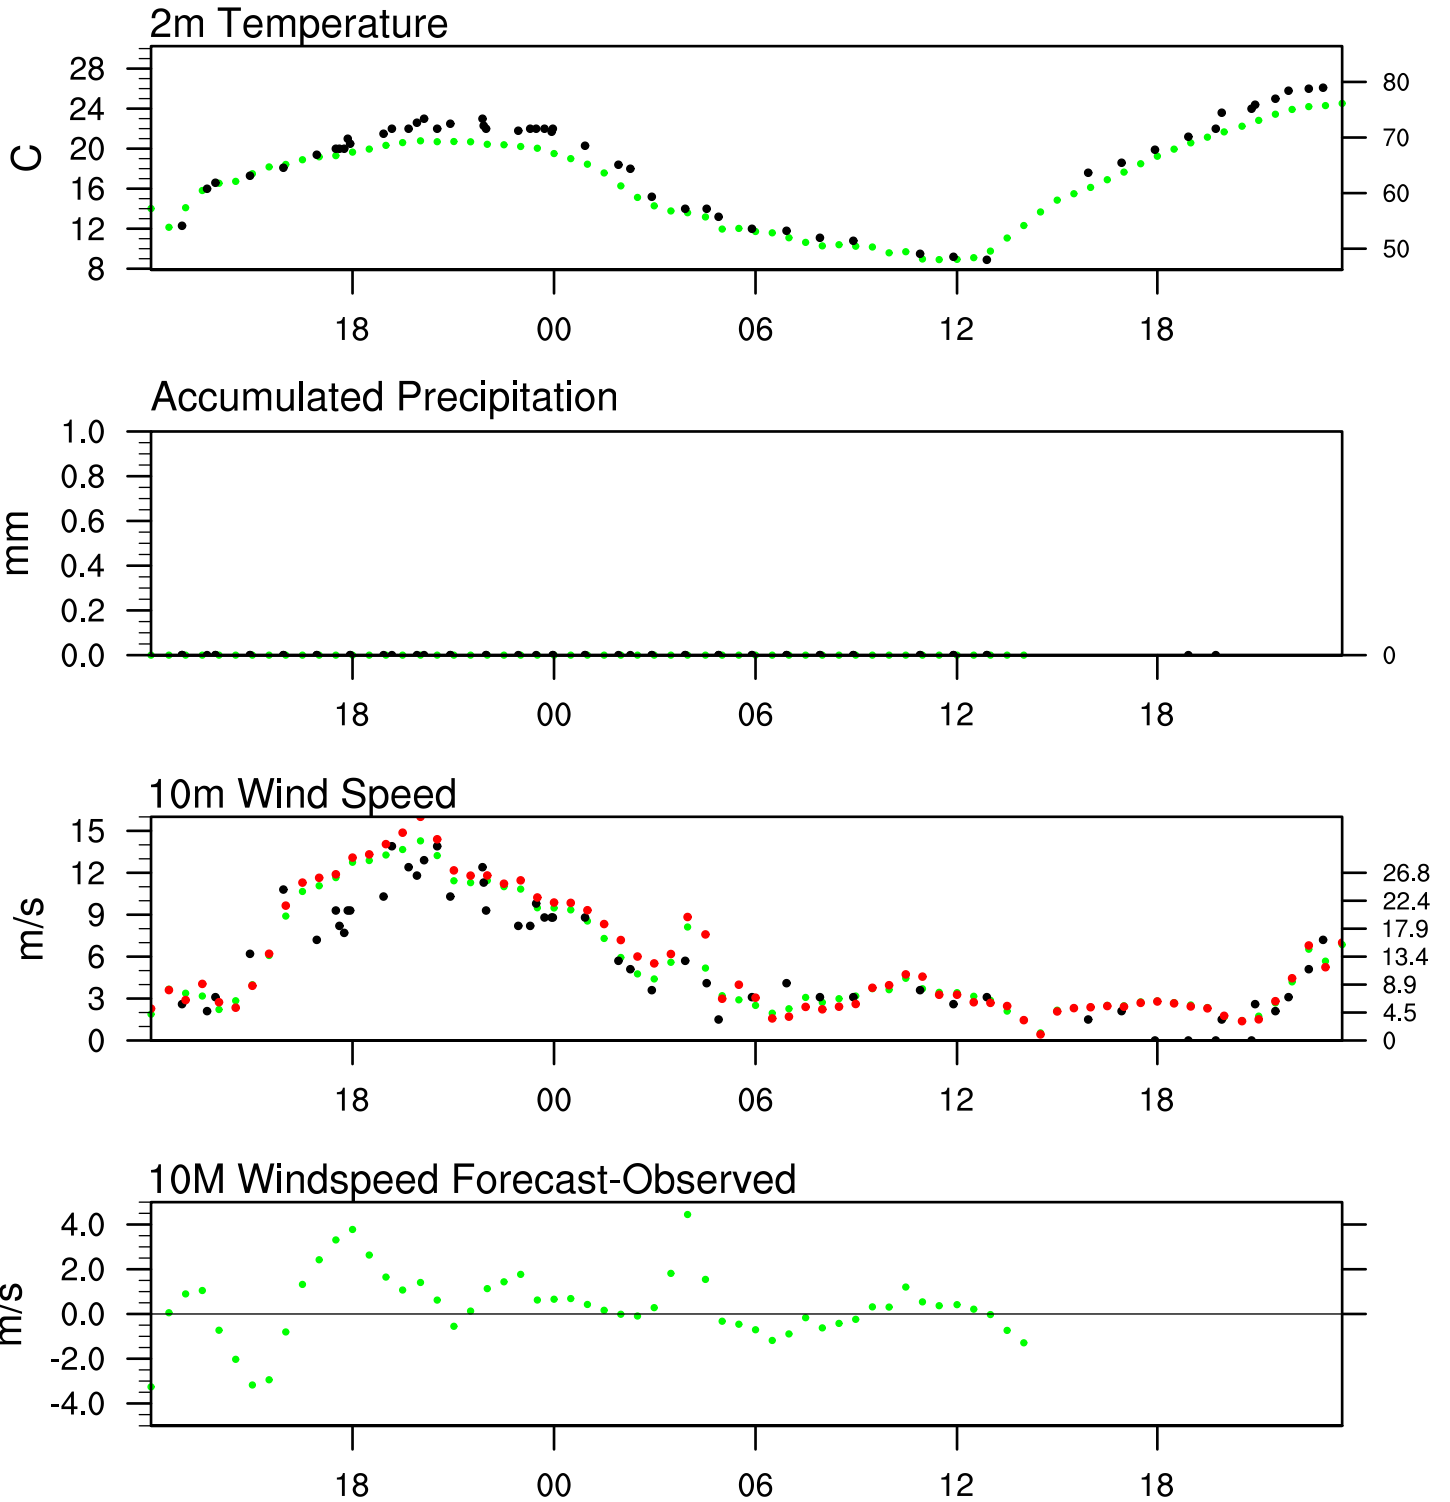 2m Temperature
28
24
20
16
12
8
C
80
70
60
50
18 00 06 12 18
Accumulated Precipitation
1.0
0.8
0.6
0.4
0.2
0.0
mm
0
18 00 06 12 18
10m Wind Speed
15
12
9
6
3
0
m/s
26.8
22.4
17.9
13.4
8.9
4.5
0
18 00 06 12 18
10M Windspeed Forecast-Observed
4.0
2.0
0.0
-2.0
-4.0
m/s
18 00 06 12 18